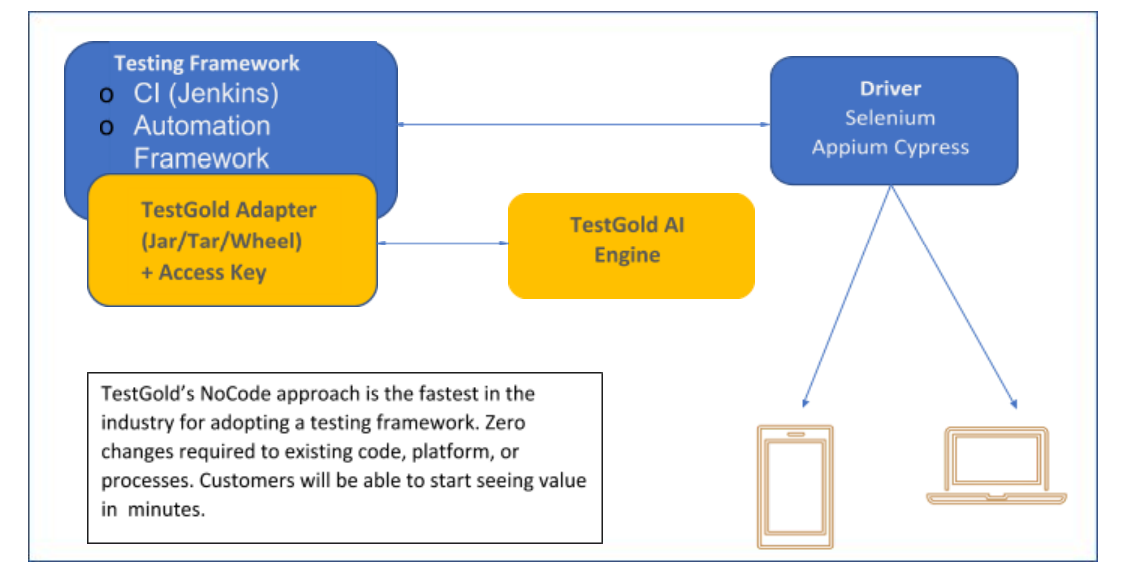 Testing Framework
o CI (Jenkins)
o Automation
Framework
TestGold Adapter
(Jar/Tar/Wheel)
+ Access Key
TestGold AI
Engine
Driver
Selenium
Appium Cypress
TestGold’s NoCode approach is the fastest in the
industry for adopting a testing framework. Zero
changes required to existing code, platform, or
processes. Customers will be able to start seeing value
in  minutes.